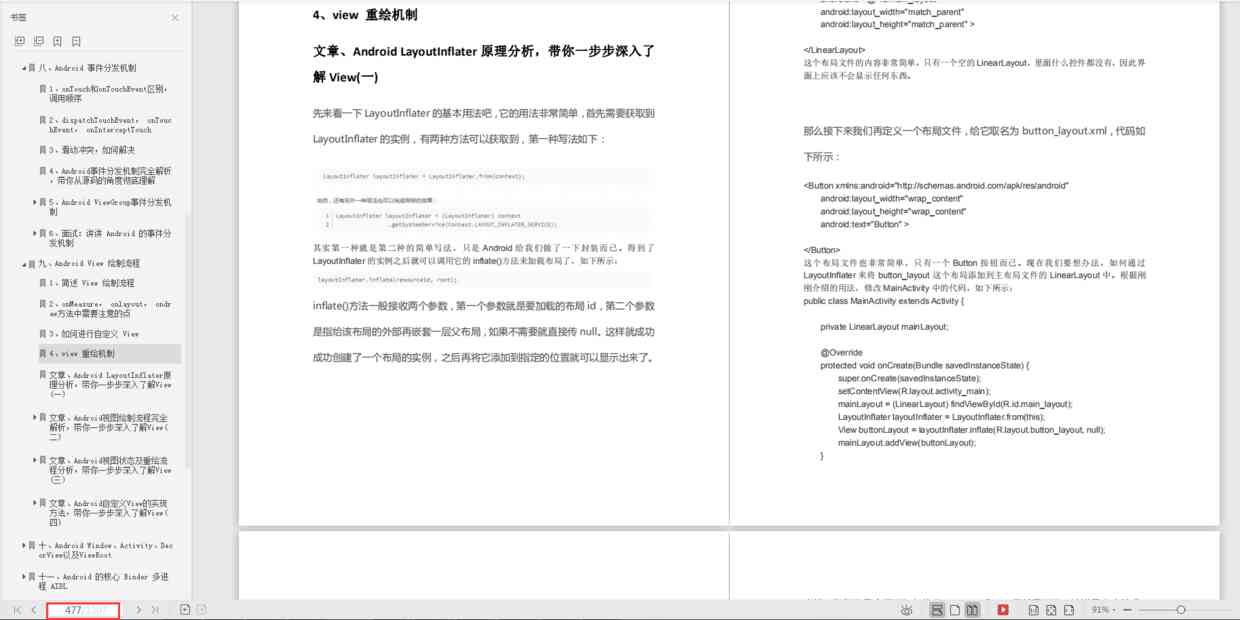 书签
八、Android 事件分发机制
1、onTouch和onTouchEvent区别,
调用顺序
2、dispatchTouchEvent， onTouc
hEvent， onInterceptTouch
3、滑动冲突，如何解决
4、Android事件分发机制完全解析
，带你从源码的角度彻底理解
5、Android ViewGroup事件分发机
制
6、面试：讲讲 Android 的事件分
发机制
九、Android View 绘制流程
1、简述 View 绘制流程
2、onMeasure， onlayout， ondr
aw方法中需要注意的点
3、如何进行自定义 View
4、view 重绘机制
文章、Android LayoutInflater原
理分析，带你一步步深入了解View
(一)
文章、Android视图绘制流程完全
解析，带你一步步深入了解View(
二)
文章、Android视图状态及重绘流
程分析，带你一步步深入了解View
(三)
文章、Android自定义View的实现
方法，带你一步步深入了解View(
四)
十、Android Window、Activity、Dec
orView以及ViewRoot
十一、Android 的核心 Binder 多进
程 AIDL
477
4、view 重绘机制
文章、Android LayoutInflater 原理分析，带你一步步深入了
解 View(一)
先来看一下 LayoutInflater 的基本用法吧，它的用法非常简单，首先需要获取到
LayoutInflater 的实例，有两种方法可以获取到，第一种写法如下：
LayoutInflater layoutInflater = LayoutInflater.from(context);
当然，还有另外一种写法也可以完成同样的效果：
1 LayoutInflater layoutInflater = (LayoutInflater) context
2 .getSystemService(Context.LAYOUT_INFLATER_SERVICE);
其实第一种就是第二种的简单写法，只是 Android 给我们做了一下封装而已。得到了
LayoutInflater 的实例之后就可以调用它的 inflate()方法来加载布局了，如下所示：
layoutInflater.inflate(resourceId, root);
inflate()方法一般接收两个参数，第一个参数就是要加载的布局 id，第二个参数
是指给该布局的外部再嵌套一层父布局，如果不需要就直接传 null。这样就成功
成功创建了一个布局的实例，之后再将它添加到指定的位置就可以显示出来了。
android:layout_width="match_parent"
android:layout_height="match_parent" >
</LinearLayout>
这个布局文件的内容非常简单，只有一个空的 LinearLayout，里面什么控件都没有，因此界
面上应该不会显示任何东西。
那么接下来我们再定义一个布局文件，给它取名为 button_layout.xml，代码如
下所示：
<Button xmlns:android="http://schemas.android.com/apk/res/android"
android:layout_width="wrap_content"
android:layout_height="wrap_content"
android:text="Button" >
</Button>
这个布局文件也非常简单，只有一个 Button 按钮而已。现在我们要想办法，如何通过
LayoutInflater 来将 button_layout 这个布局添加到主布局文件的 LinearLayout 中。根据刚
刚介绍的用法，修改 MainActivity 中的代码，如下所示：
public class MainActivity extends Activity {
private LinearLayout mainLayout;
@Override
protected void onCreate(Bundle savedInstanceState) {
super.onCreate(savedInstanceState);
setContentView(R.layout.activity_main);
mainLayout = (LinearLayout) findViewById(R.id.main_layout);
LayoutInflater layoutInflater = LayoutInflater.from(this);
View buttonLayout = layoutInflater.inflate(R.layout.button_layout, null);
mainLayout.addView(buttonLayout);
}
91%